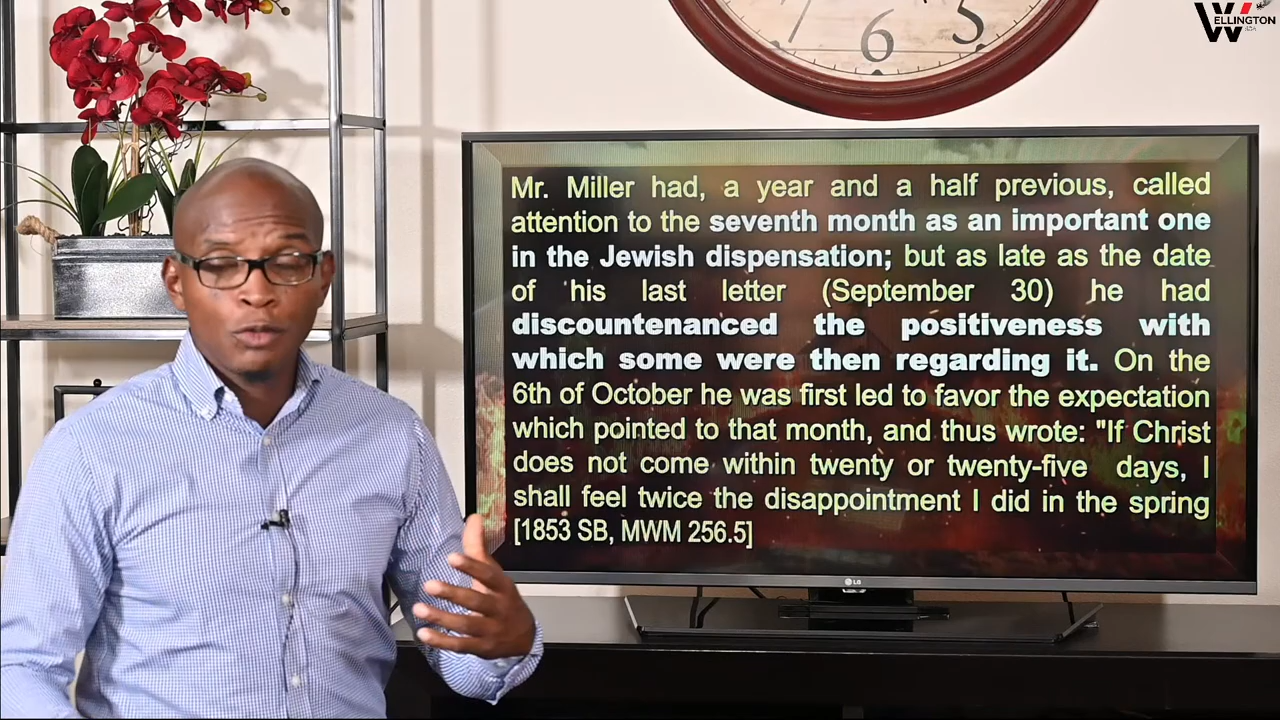 WELLINGTON
6
5
Mr. Miller had, a year and a half previous, called
attention to the the seventh month as an important one
in the Jewish dispensation; but as late as the date
of his last letter (September 30) he had
discountenanced the positiveness with
which some were then regarding it. On the
6th of October he was first led to favor the expectation
which pointed to that month, and thus wrote: "If Christ
does not come within twenty or twenty-five days, I
shall feel twice the disappointment I did in the spring
[1853 SB, MWM 256.5]
LG